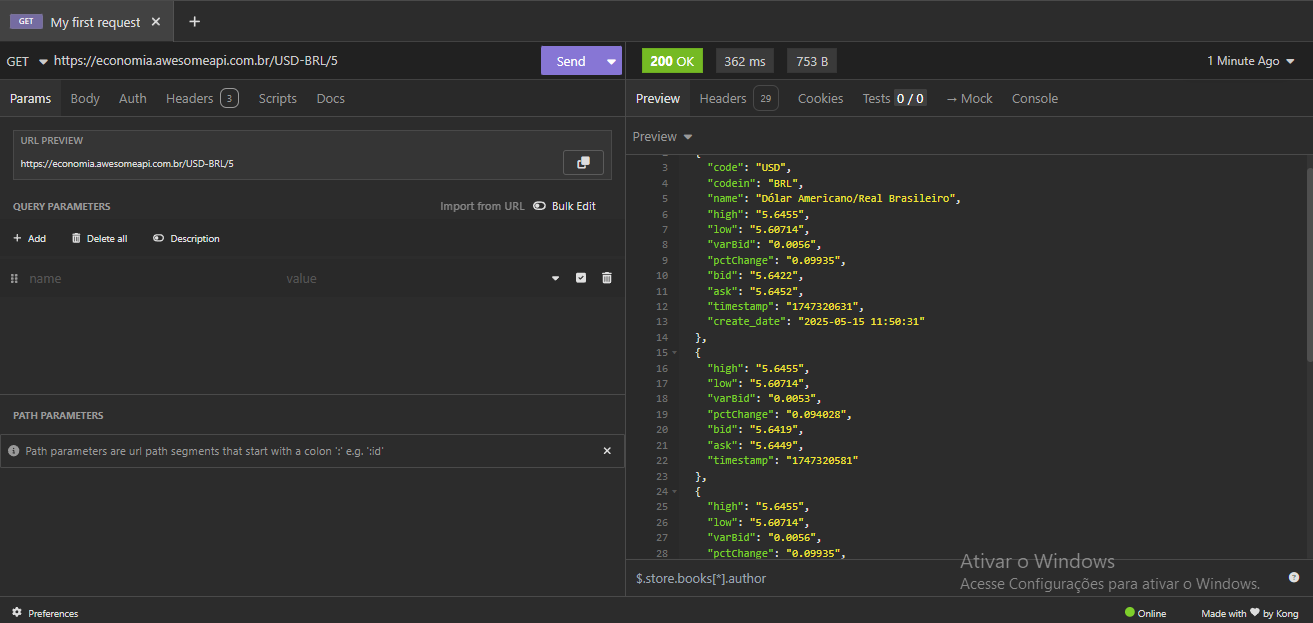 GET My first request
GET https://economia.awesomeapi.com.br/USD-BRL/5 Send
Params Body Auth Headers 3 Scripts Docs
URL PREVIEW
https://economia.awesomeapi.com.br/USD-BRL/5
QUERY PARAMETERS Import from URL Bulk Edit
+ Add Delete all Description
name value
PATH PARAMETERS
Path parameters are url path segments that start with a colon ':' e.g. ':id'
Preferences
200 OK 362 ms 753 B 1 Minute Ago
Preview Headers 29 Cookies Tests 0 / 0 → Mock Console
Preview
3 "code": "USD",
4 "codein": "BRL",
5 "name": "Dólar Americano/Real Brasileiro",
6 "high": "5.6455",
7 "low": "5.60714",
8 "varBid": "0.0056",
9 "pctChange": "0.09935",
10 "bid": "5.6422",
11 "ask": "5.6452",
12 "timestamp": "1747320631",
13 "create_date": "2025-05-15 11:50:31"
14 },
15 {
16 "high": "5.6455",
17 "low": "5.60714",
18 "varBid": "0.0053",
19 "pctChange": "0.094028",
20 "bid": "5.6419",
21 "ask": "5.6449",
22 "timestamp": "1747320581"
23 },
24 {
25 "high": "5.6455",
26 "low": "5.60714",
27 "varBid": "0.0056",
28 "pctChange": "0.09935",
$.store.books[*].author
Ativar o Windows
Acesse Configurações para ativar o Windows.
Online Made with ♥ by Kong